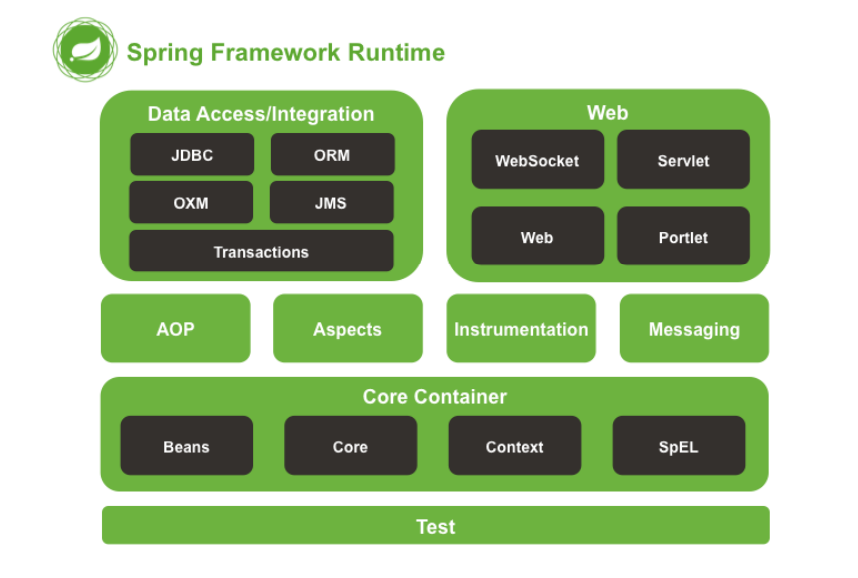 Spring Framework Runtime
Data Access/Integration
JDBC
ORM
OXM
JMS
Transactions
Web
WebSocket
Servlet
Web
Portlet
AOP
Aspects
Instrumentation
Messaging
Core Container
Beans
Core
Context
SpEL
Test